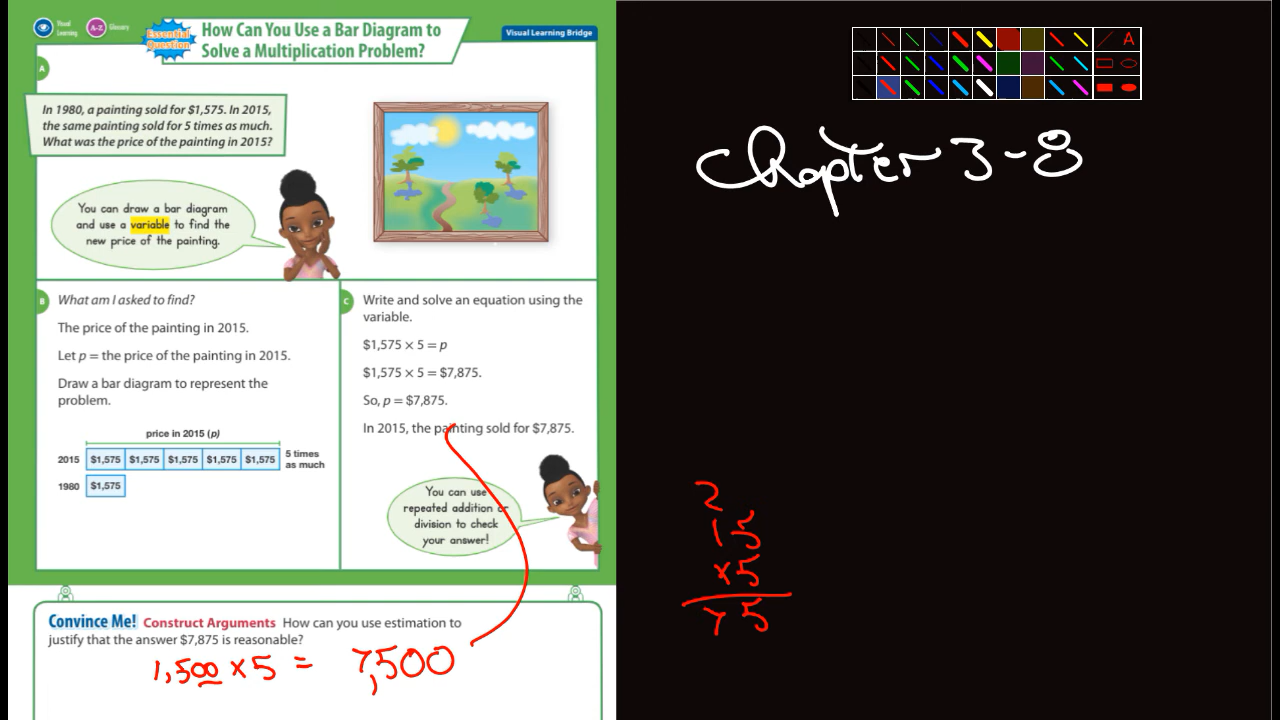 Visual
Learning
A-Z
Glossary
Essential
Question
How Can You Use a Bar Diagram to
Solve a Multiplication Problem?
Visual Learning Bridge
A
In 1980, a painting sold for $1,575. In 2015,
the same painting sold for 5 times as much.
What was the price of the painting in 2015?
You can draw a bar diagram
and use a variable to find the
new price of the painting.
B
What am I asked to find?
The price of the painting in 2015.
Let p = the price of the painting in 2015.
Draw a bar diagram to represent the
problem.
price in 2015 (p)
2015 $1,575 $1,575 $1,575 $1,575 $1,575 5 times
as much
1980 $1,575
C
Write and solve an equation using the
variable.
$1,575 × 5 = p
$1,575 × 5 = $7,875.
So, p = $7,875.
In 2015, the painting sold for $7,875.
You can use
repeated addition or
division to check
your answer!
Convince Me! Construct Arguments How can you use estimation to
justify that the answer $7,875 is reasonable?
1,500 × 5 = 7,500
A
Chapter 3-8
2
15
×5
75